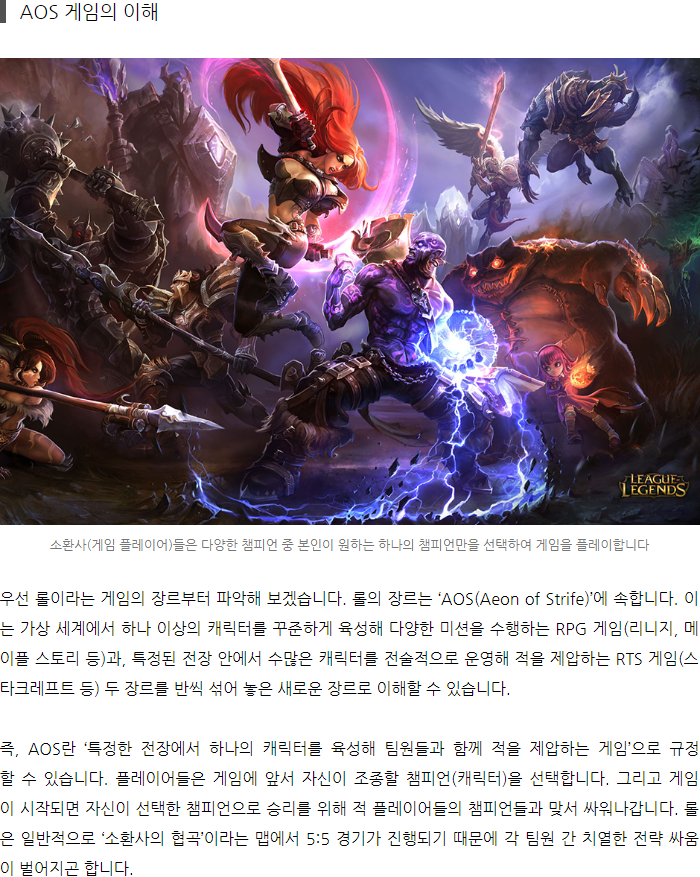 AOS 게임의 이해
LEAGUE OF
LEGENDS
소환사(게임 플레이어)들은 다양한 챔피언 중 본인이 원하는 하나의 챔피언만을 선택하여 게임을 플레이합니다
우선 롤이라는 게임의 장르부터 파악해 보겠습니다. 롤의 장르는 ‘AOS(Aeon of Strife)’에 속합니다. 이
는 가상 세계에서 하나 이상의 캐릭터를 꾸준하게 육성해 다양한 미션을 수행하는 RPG 게임(리니지, 메
이플 스토리 등)과, 특정된 전장 안에서 수많은 캐릭터를 전술적으로 운영해 적을 제압하는 RTS 게임(스
타크레프트 등) 두 장르를 반씩 섞어 놓은 새로운 장르로 이해할 수 있습니다.
즉, AOS란 ‘특정한 전장에서 하나의 캐릭터를 육성해 팀원들과 함께 적을 제압하는 게임’으로 규정
할 수 있습니다. 플레이어들은 게임에 앞서 자신이 조종할 챔피언(캐릭터)을 선택합니다. 그리고 게임
이 시작되면 자신이 선택한 챔피언으로 승리를 위해 적 플레이어들의 챔피언들과 맞서 싸워나갑니다. 롤
은 일반적으로 ‘소환사의 협곡’이라는 맵에서 5:5 경기가 진행되기 때문에 각 팀원 간 치열한 전략 싸움
이 벌어지곤 합니다.